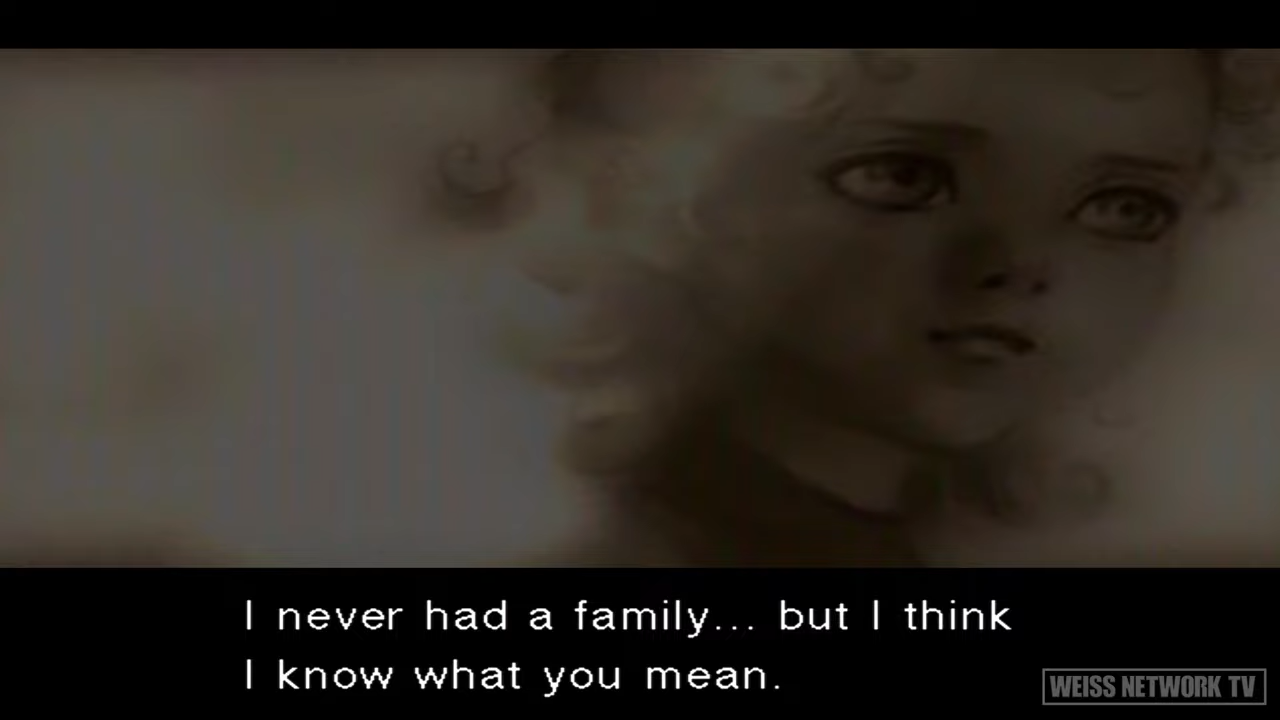 I never had a family... but I think
I know what you mean.
WEISS NETWORK TV